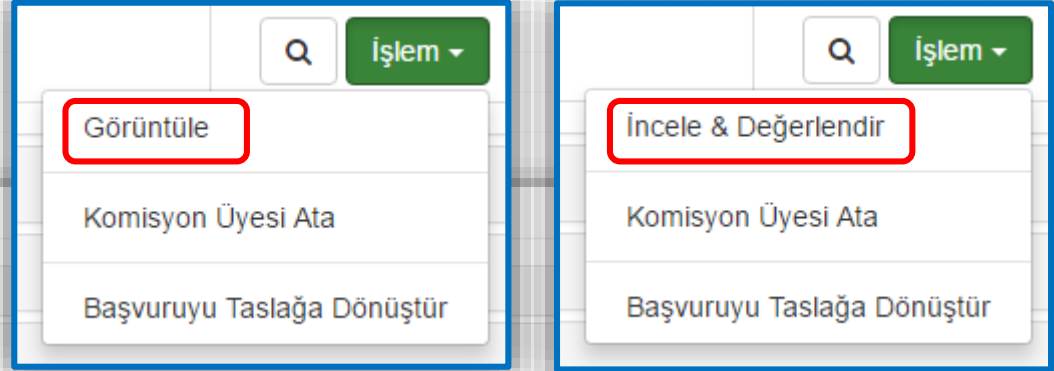 İşlem
Görüntüle
Komisyon Üyesi Ata
Başvuruyu Taslağa Dönüştür
İşlem
İncele & Değerlendir
Komisyon Üyesi Ata
Başvuruyu Taslağa Dönüştür